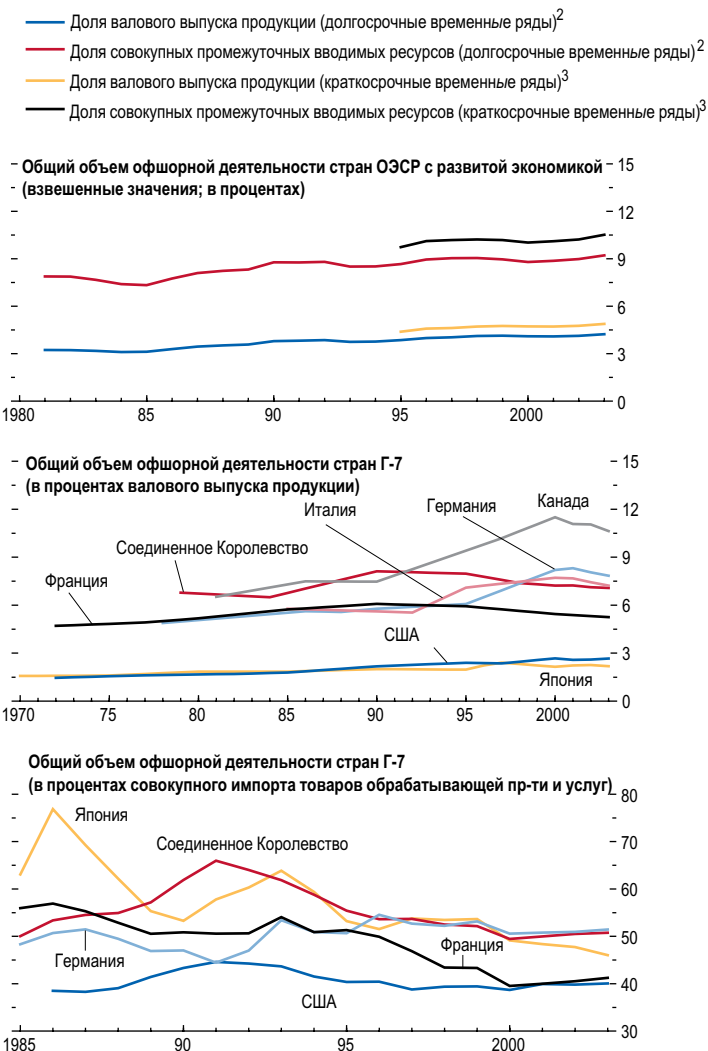 Доля валового выпуска продукции (долгосрочные временные ряды)2
Доля совокупных промежуточных вводимых ресурсов (долгосрочные временные ряды)2
Доля валового выпуска продукции (краткосрочные временные ряды)3
Доля совокупных промежуточных вводимых ресурсов (краткосрочные временные ряды)3
Общий объем офшорной деятельности стран ОЭСР с развитой экономикой
(взвешенные значения; в процентах)
15
12
9
6
3
0
1980 85 90 95 2000
Общий объем офшорной деятельности стран Г-7
(в процентах валового выпуска продукции)
15
12
9
6
3
0
Канада
Германия
Италия
Соединенное Королевство
Франция
США
Япония
1970 75 80 85 90 95 2000
Общий объем офшорной деятельности стран Г-7
(в процентах совокупного импорта товаров обрабатывающей пр-ти и услуг)
80
70
60
50
40
30
Япония
Соединенное Королевство
Германия
Франция
США
1985 90 95 2000